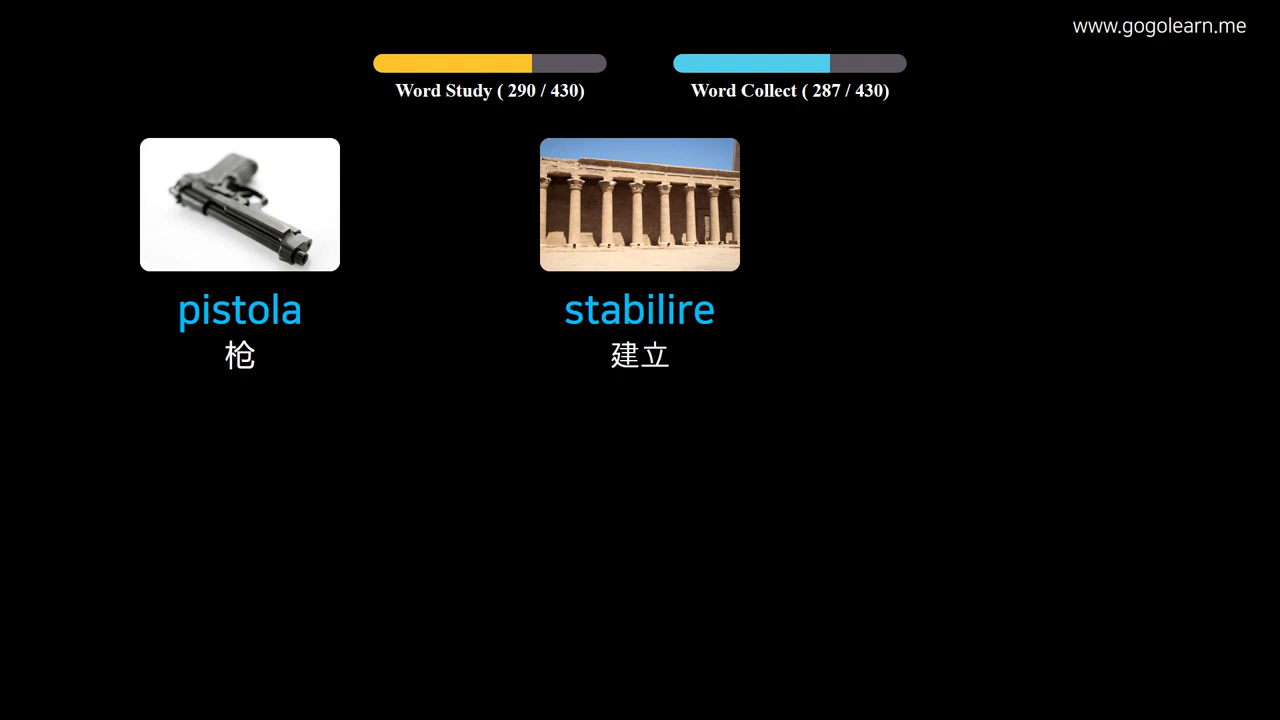 www.gogolearn.me
Word Study ( 290 / 430)
Word Collect ( 287 / 430)
pistola
枪
stabilire
建立